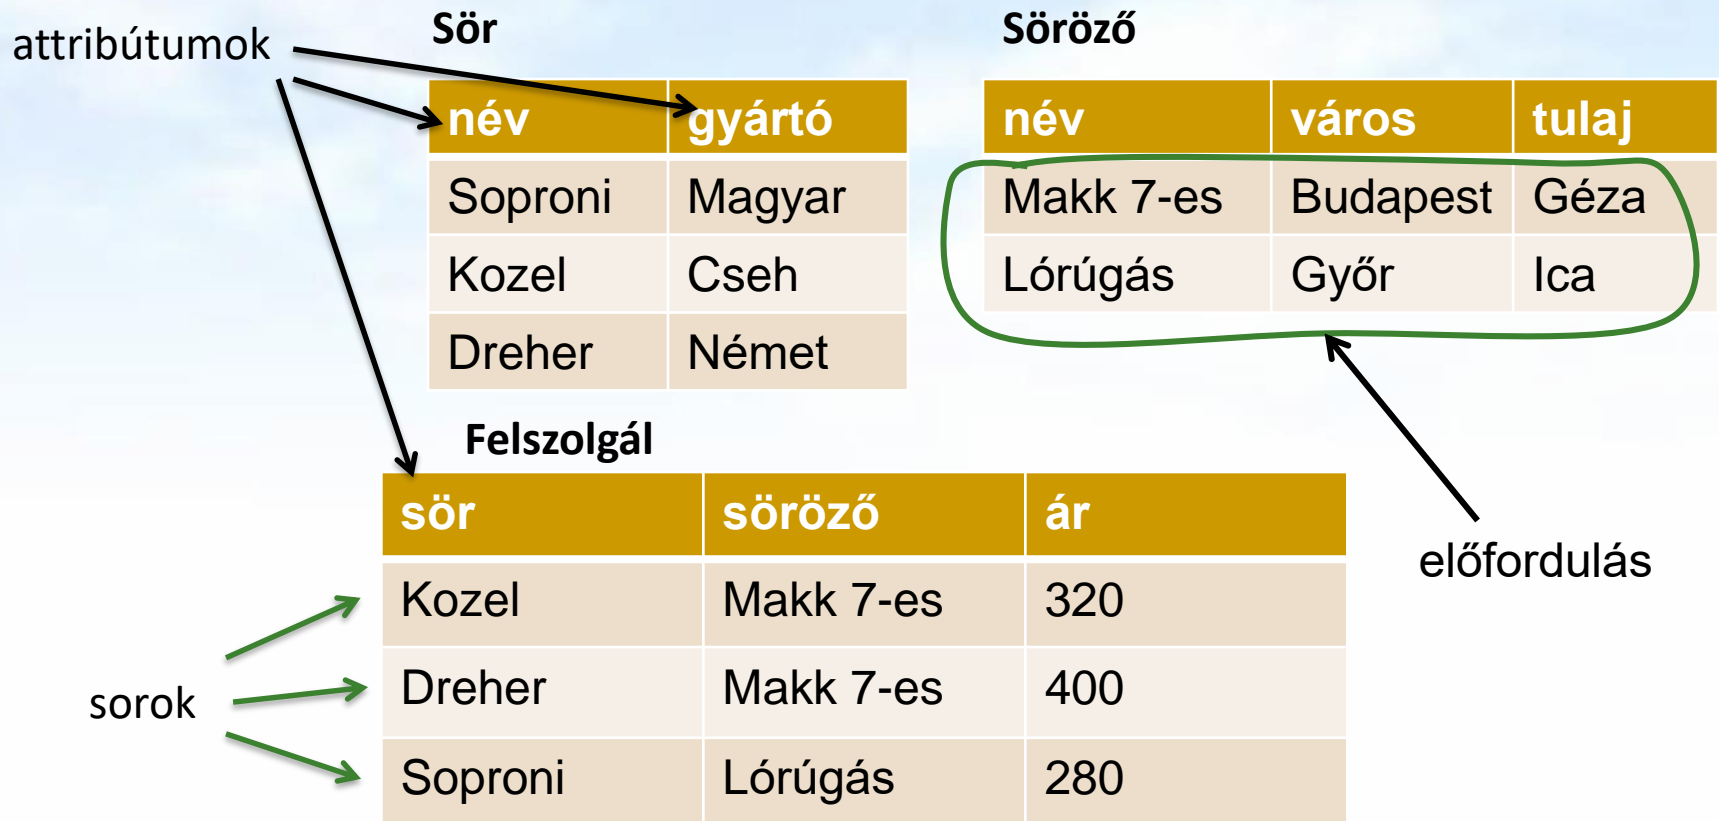 attribútumok
Sör
név gyártó
Soproni Magyar
Kozel Cseh
Dreher Német
Söröző
név város tulaj
Makk 7-es Budapest Géza
Lórúgás Győr Ica
előfordulás
Felszolgál
sör söröző ár
Kozel Makk 7-es 320
Dreher Makk 7-es 400
Soproni Lórúgás 280
sorok